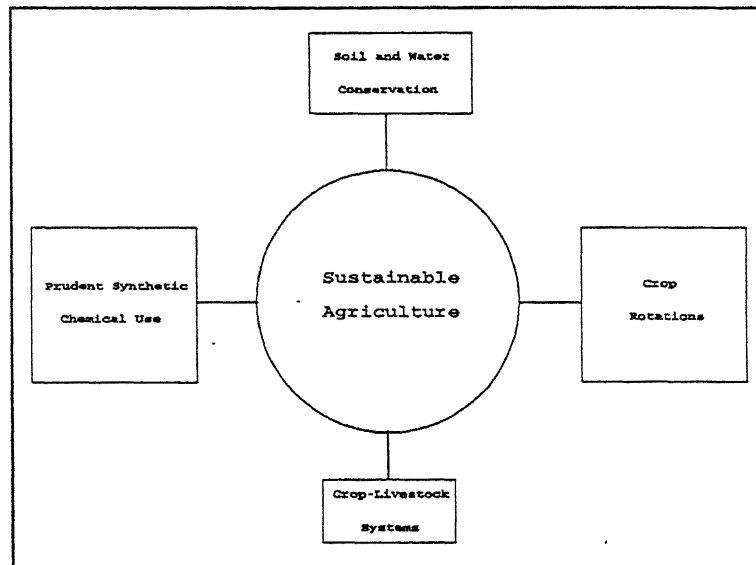 Soil and Water
Conservation
Prudent Synthetic
Chemical Use
Sustainable
Agriculture
Crop
Rotations
Crop-Livestock
Systems